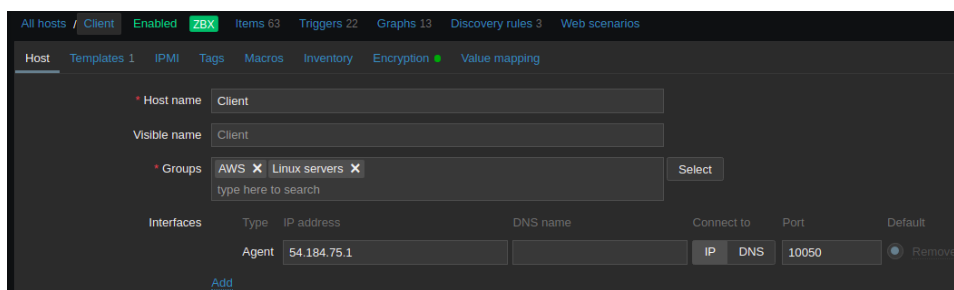 All hosts / Client Enabled ZBX Items 63 Triggers 22 Graphs 13 Discovery rules 3 Web scenarios
Host Templates 1 IPMI Tags Macros Inventory Encryption Value mapping
* Host name Client
Visible name Client
* Groups AWS Linux servers Select
type here to search
Interfaces Type IP address DNS name Connect to Port Default
Agent 54.184.75.1 IP DNS 10050 Remove
Add